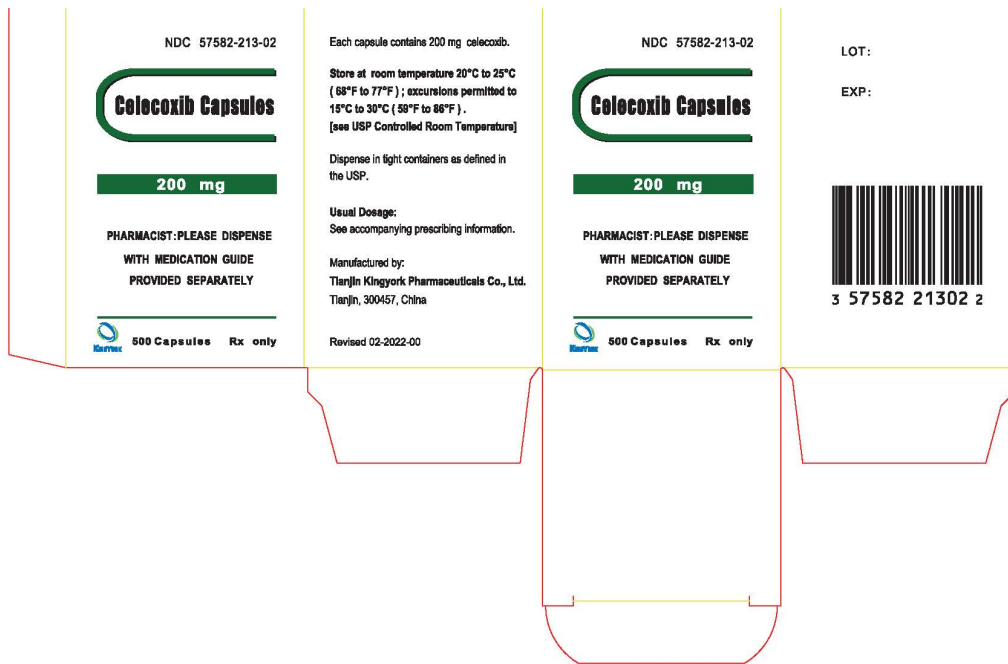 NDC 57582-213-02
Celecoxib Capsules
200 mg
PHARMACIST:PLEASE DISPENSE
WITH MEDICATION GUIDE
PROVIDED SEPARATELY
500 Capsules Rx only
Each capsule contains 200 mg celecoxib.
Store at room temperature 20°C to 25°C
( 68°F to 77°F ) ; excursions permitted to
15°C to 30°C ( 59°F to 86°F ) .
[see USP Controlled Room Temperature]
Dispense in tight containers as defined in
the USP.
Usual Dosage:
See accompanying prescribing information.
Manufactured by:
Tianjin Kingyork Pharmaceuticals Co., Ltd.
Tianjin, 300457, China
Revised 02-2022-00
NDC 57582-213-02
Celecoxib Capsules
200 mg
PHARMACIST:PLEASE DISPENSE
WITH MEDICATION GUIDE
PROVIDED SEPARATELY
500 Capsules Rx only
LOT:
EXP:
3 57582 21302 2